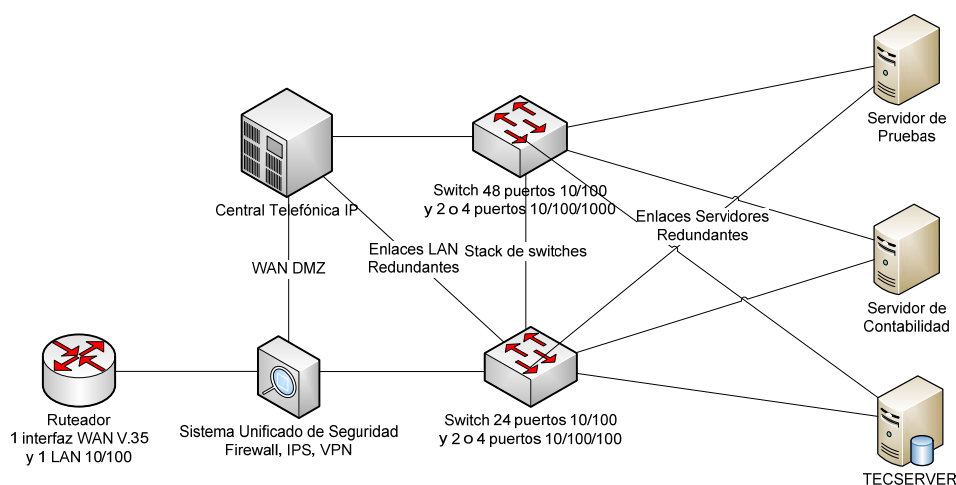 Servidor de
Pruebas
Central Telefónica IP
Switch 48 puertos 10/100
y 2 o 4 puertos 10/100/1000
Enlaces Servidores
Redundantes
Enlaces LAN
Redundantes
Stack de switches
WAN DMZ
Servidor de
Contabilidad
Ruteador
1 interfaz WAN V.35
y 1 LAN 10/100
Sistema Unificado de Seguridad
Firewall, IPS, VPN
Switch 24 puertos 10/100
y 2 o 4 puertos 10/100/100
TECSERVER